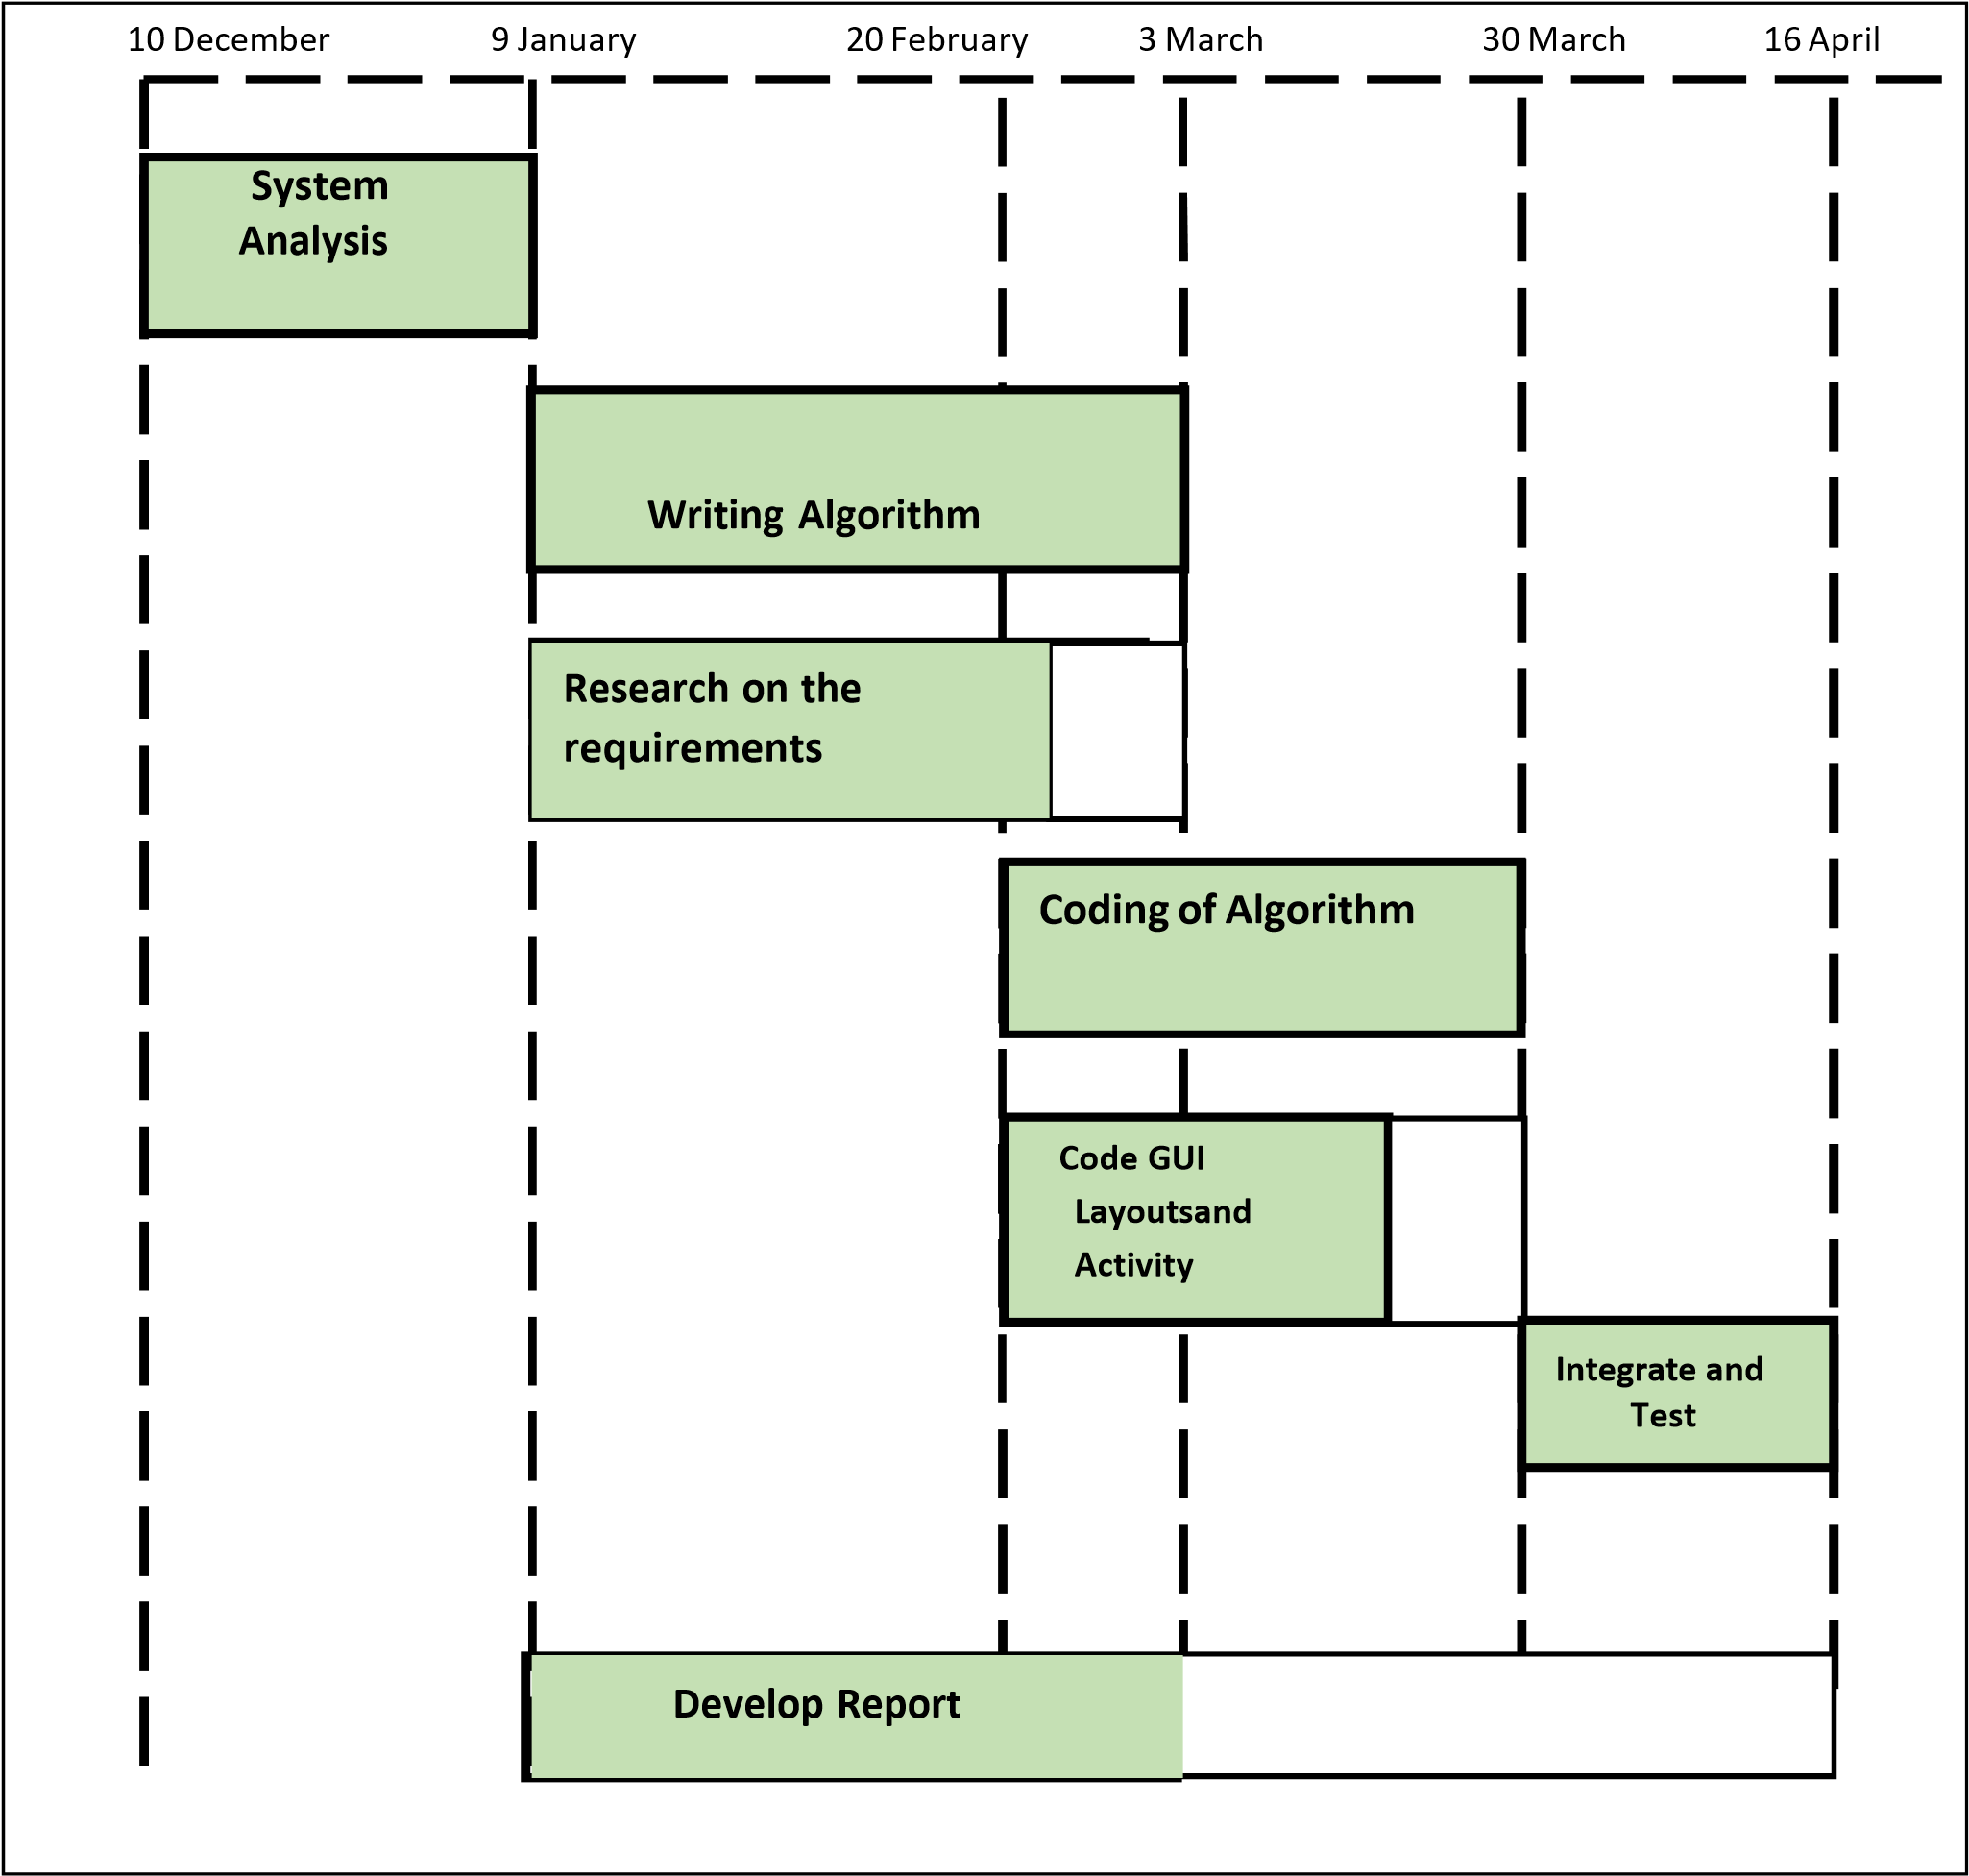 10 December 9 January 20 February 3 March 30 March 16 April
System
Analysis
Writing Algorithm
Research on the
requirements
Coding of Algorithm
Code GUI
Layoutsand
Activity
Integrate and
Test
Develop Report